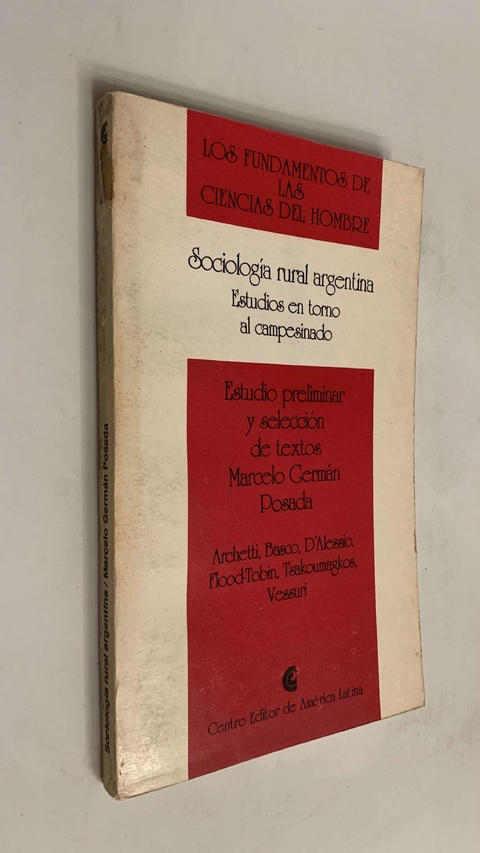 LOS FUNDAMENTOS DE
LAS
CIENCIAS DEL HOMBRE
Sociología rural argentina
Estudios en torno
al campesinado
Estudio preliminar
y selección
de textos
Marcelo Germán
Posada
Archetti, Basco, D'Alessio,
Flood-Tobin, Tsakoumagkos,
Vessuri
Centro Editor de América Latina
Sociología rural argentina / Marcelo Germán Posada